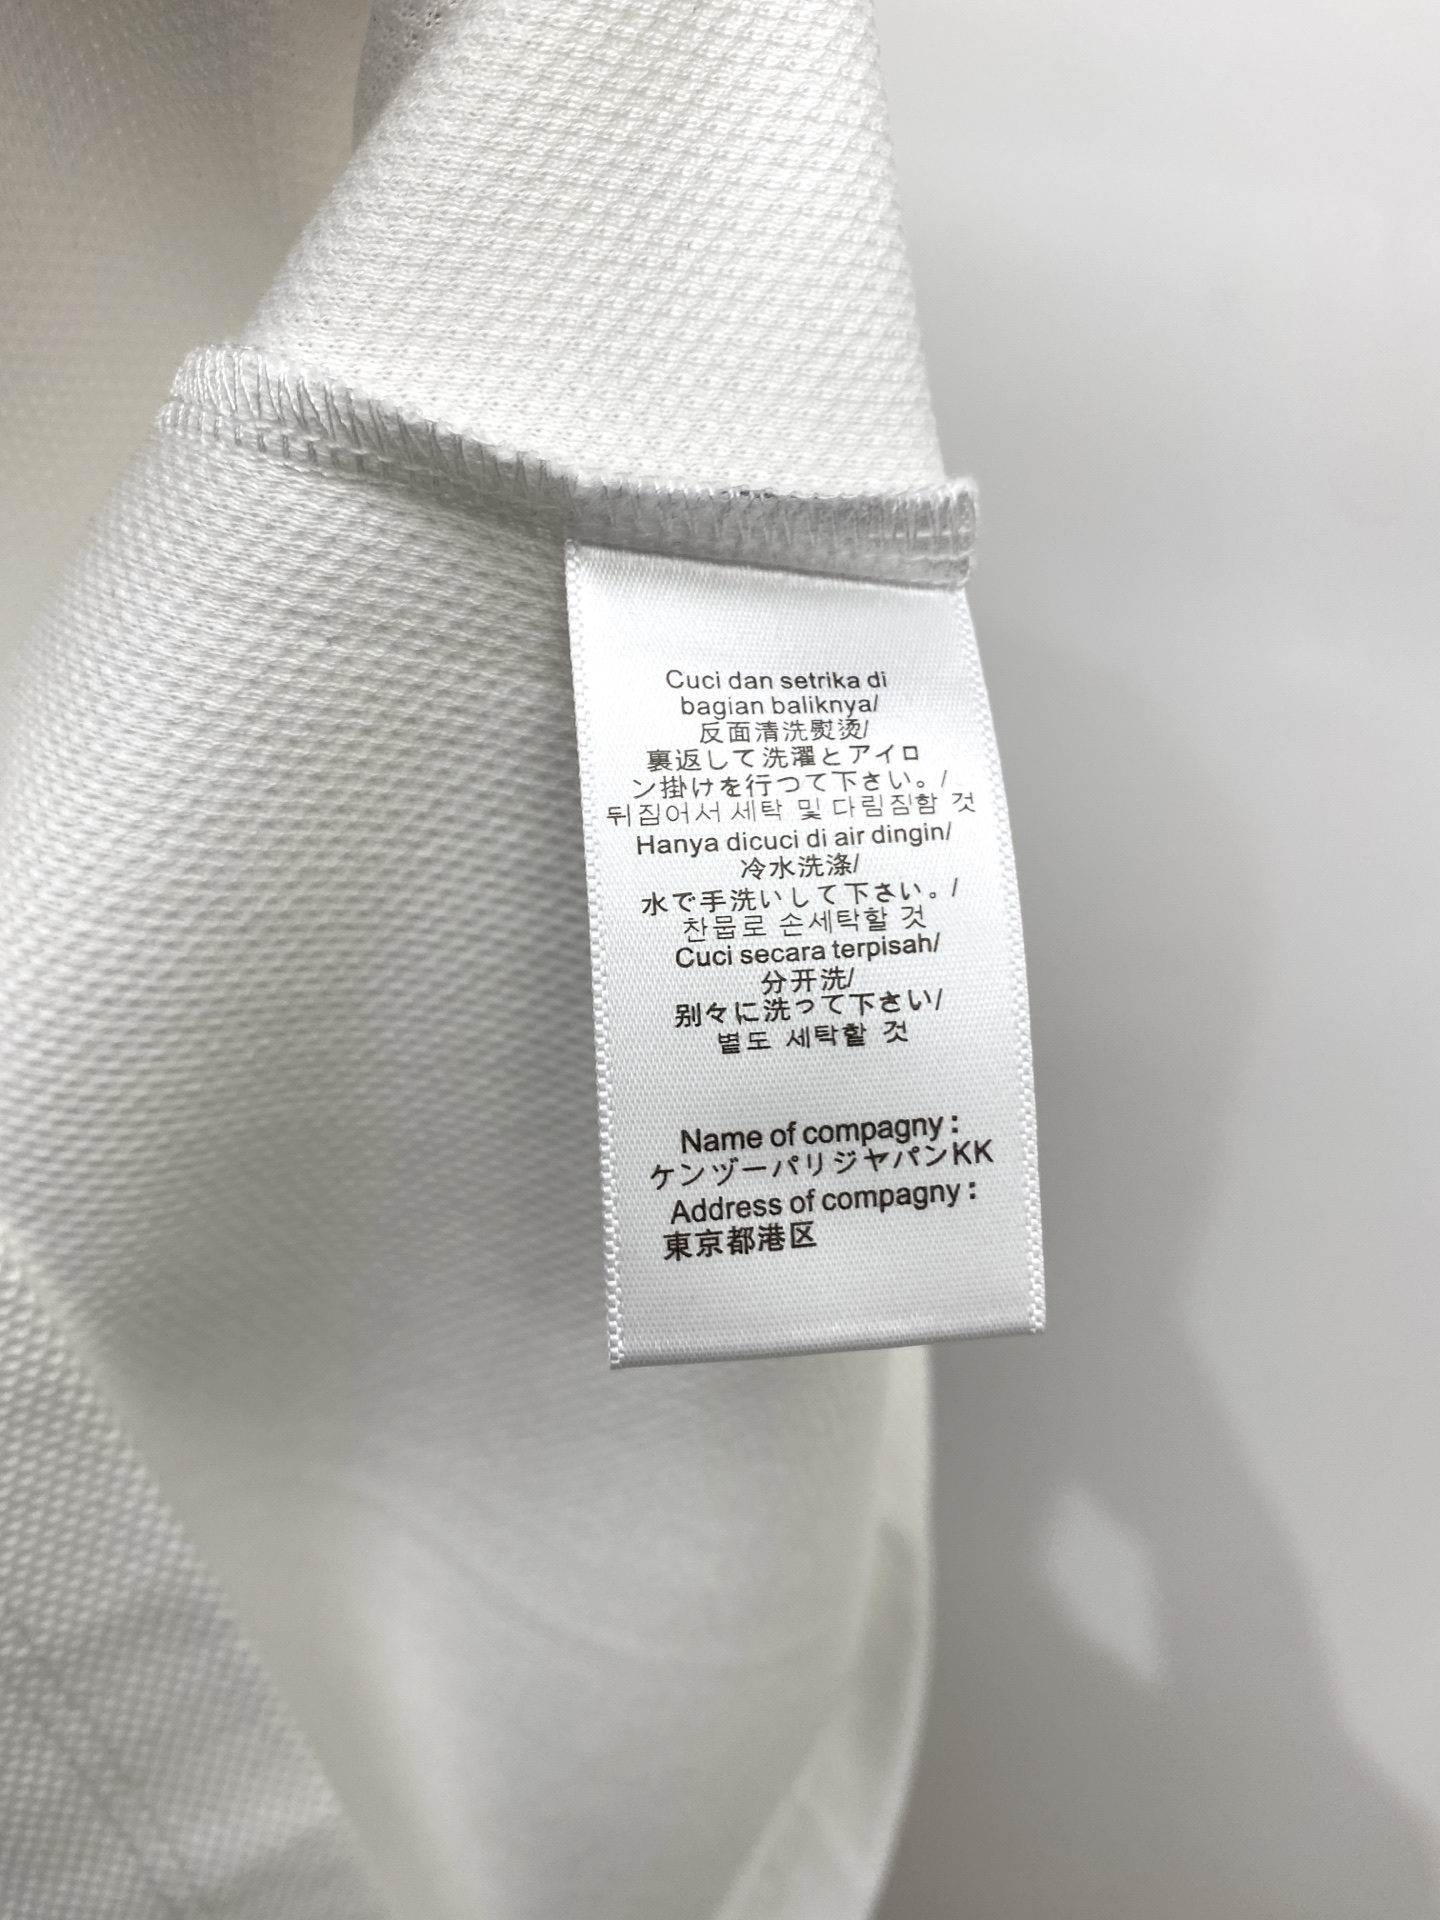 Cuci dan setrika di
bagian baliknya/
反面清洗熨烫/
裏返して洗濯とアイロ
ン掛けを行つて下さい。/
뒤집어서 세탁 및 다림짐함 것
Hanya dicuci di air dingin/
冷水洗涤/
水で手洗いして下さい。/
찬뭅로 손세탁할 것
Cuci secara terpisah/
分开洗/
別々に洗って下さい/
별도 세탁할 것
Name of compagny :
ケンヅーパリジヤパンKK
Address of compagny :
東京都港区